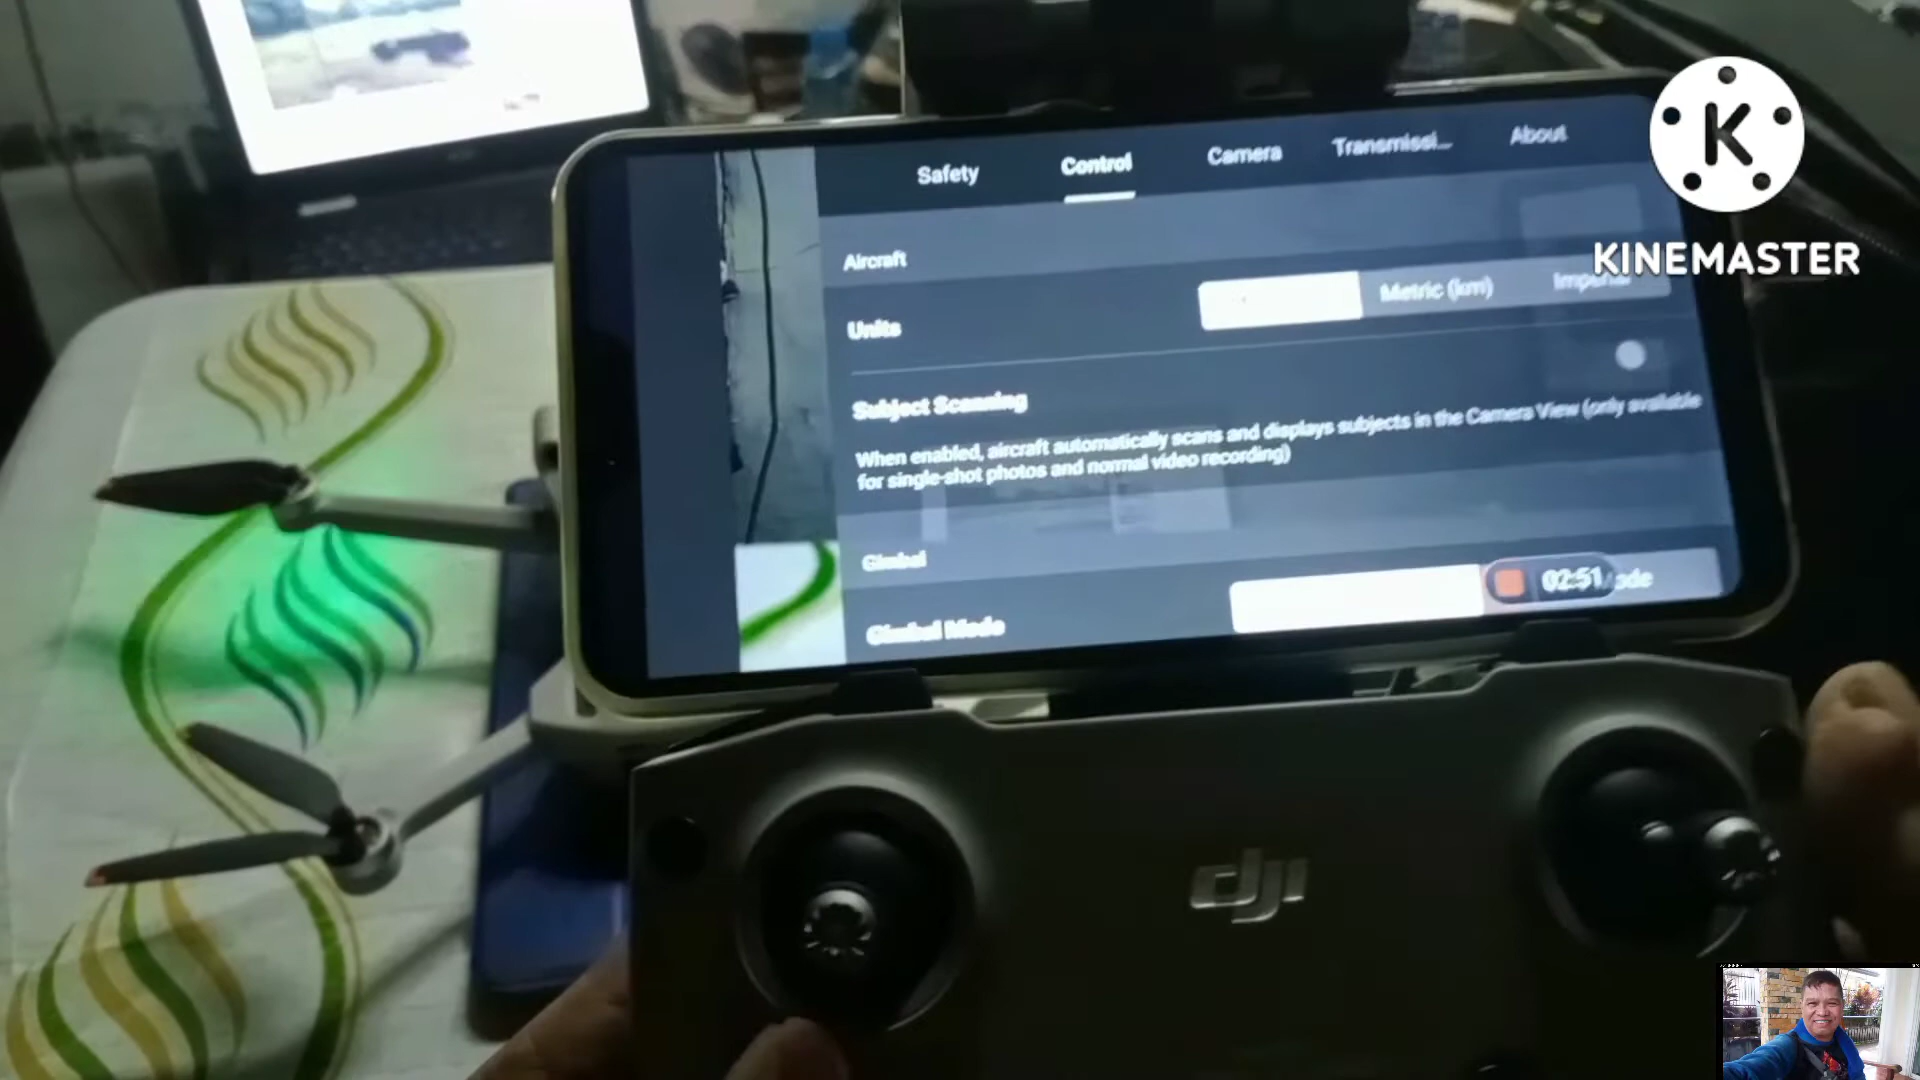 Safety Control Camera Transmissi... About
K
KINEMASTER
Aircraft
Units Metric (km)
Subject Scanning
When enabled, aircraft automatically scans and displays subjects in the Camera View (only available
for single-shot photos and normal video recording)
Gimbal
Gimbal Mode
02:51
dji